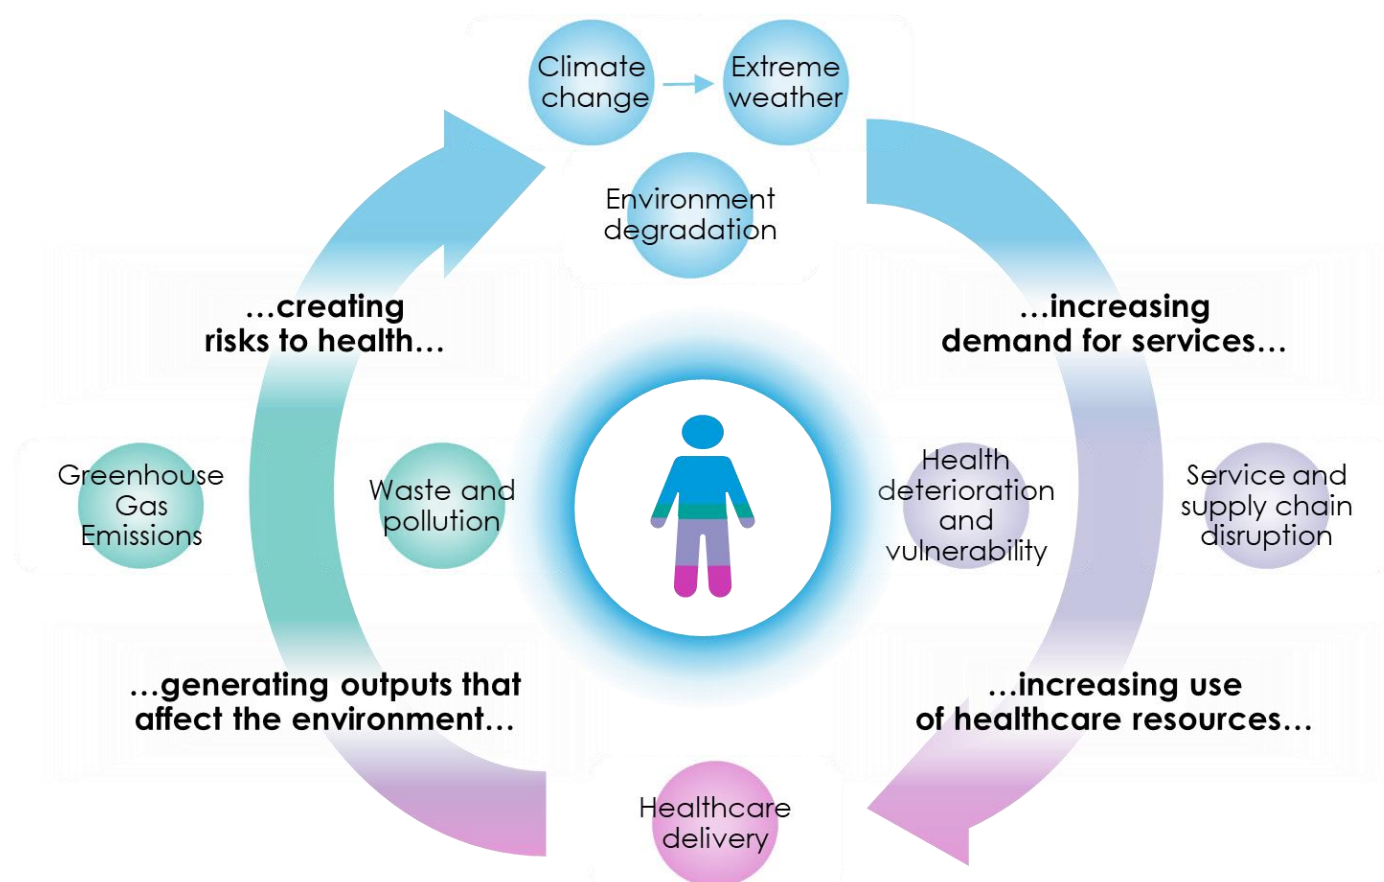 Climate
change
Extreme
weather
Environment
degradation
…creating
risks to health…
…increasing
demand for services…
Greenhouse
Gas
Emissions
Waste and
pollution
Health
deterioration
and
vulnerability
Service and
supply chain
disruption
…generating outputs that
affect the environment…
…increasing use
of healthcare resources…
Healthcare
delivery